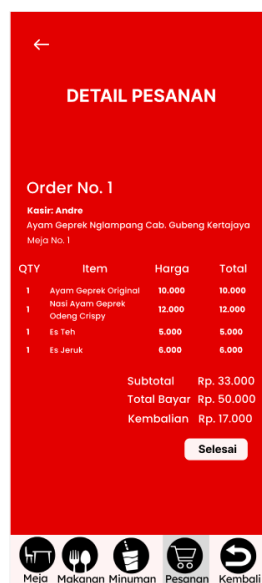 DETAIL PESANAN
Order No. 1
Kasir: Andre
Ayam Geprek Nglampang Cab. Gubeng Kertajaya
Meja No. 1
QTY Item Harga Total
1 Ayam Geprek Original 10.000 10.000
1 Nasi Ayam Geprek Odeng Crispy 12.000 12.000
1 Es Teh 5.000 5.000
1 Es Jeruk 6.000 6.000
Subtotal Rp. 33.000
Total Bayar Rp. 50.000
Kembalian Rp. 17.000
Selesai
Meja Makanan Minuman Pesanan Kembali